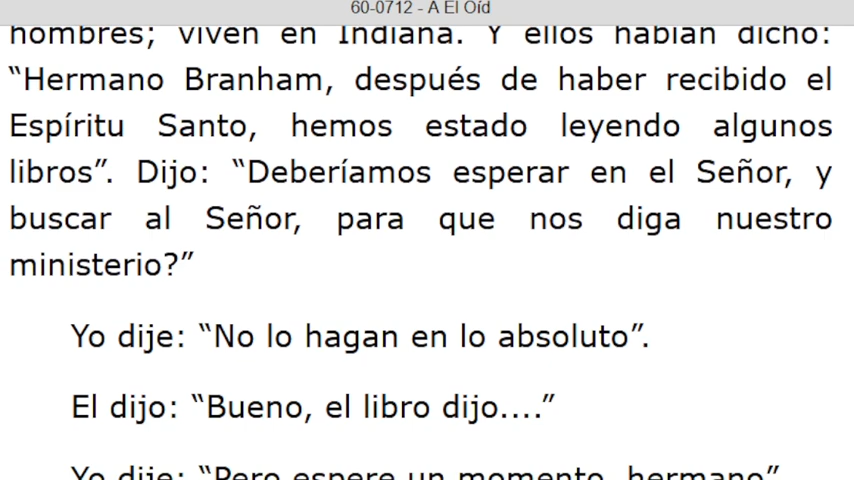 60-0712 - A El Oíd
hombres; viven en Indiana. Y ellos habían dicho:
“Hermano Branham, después de haber recibido el
Espíritu Santo, hemos estado leyendo algunos
libros”. Dijo: “Deberíamos esperar en el Señor, y
buscar al Señor, para que nos diga nuestro
ministerio?”
Yo dije: “No lo hagan en lo absoluto”.
El dijo: “Bueno, el libro dijo....”
Yo dije: “Pero espere un momento, hermano”